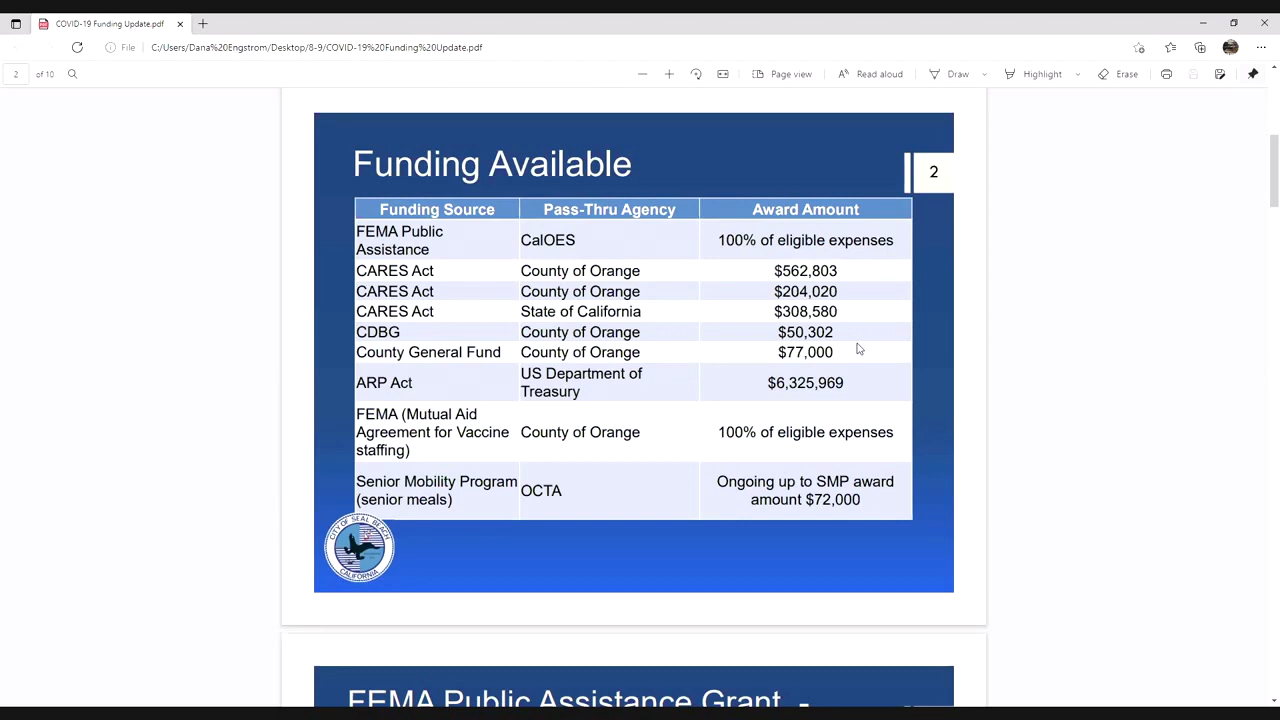 COVID-19 Funding Update.pdf
File C:/Users/Dana%20Engstrom/Desktop/8-9/COVID-19%20Funding%20Update.pdf
2 of 10 Page view Read aloud Draw Highlight Erase
Funding Available
2
Funding Source Pass-Thru Agency Award Amount
FEMA Public
Assistance
CalOES
100% of eligible expenses
CARES Act County of Orange $562,803
CARES Act County of Orange $204,020
CARES Act State of California $308,580
CDBG County of Orange $50,302
County General Fund County of Orange $77,000
ARP Act
US Department of
Treasury
$6,325,969
FEMA (Mutual Aid
Agreement for Vaccine
staffing)
County of Orange
100% of eligible expenses
Senior Mobility Program
(senior meals)
OCTA
Ongoing up to SMP award
amount $72,000
CITY OF SEAL BEACH
CALIFORNIA
FEMA Public Assistance Grant -